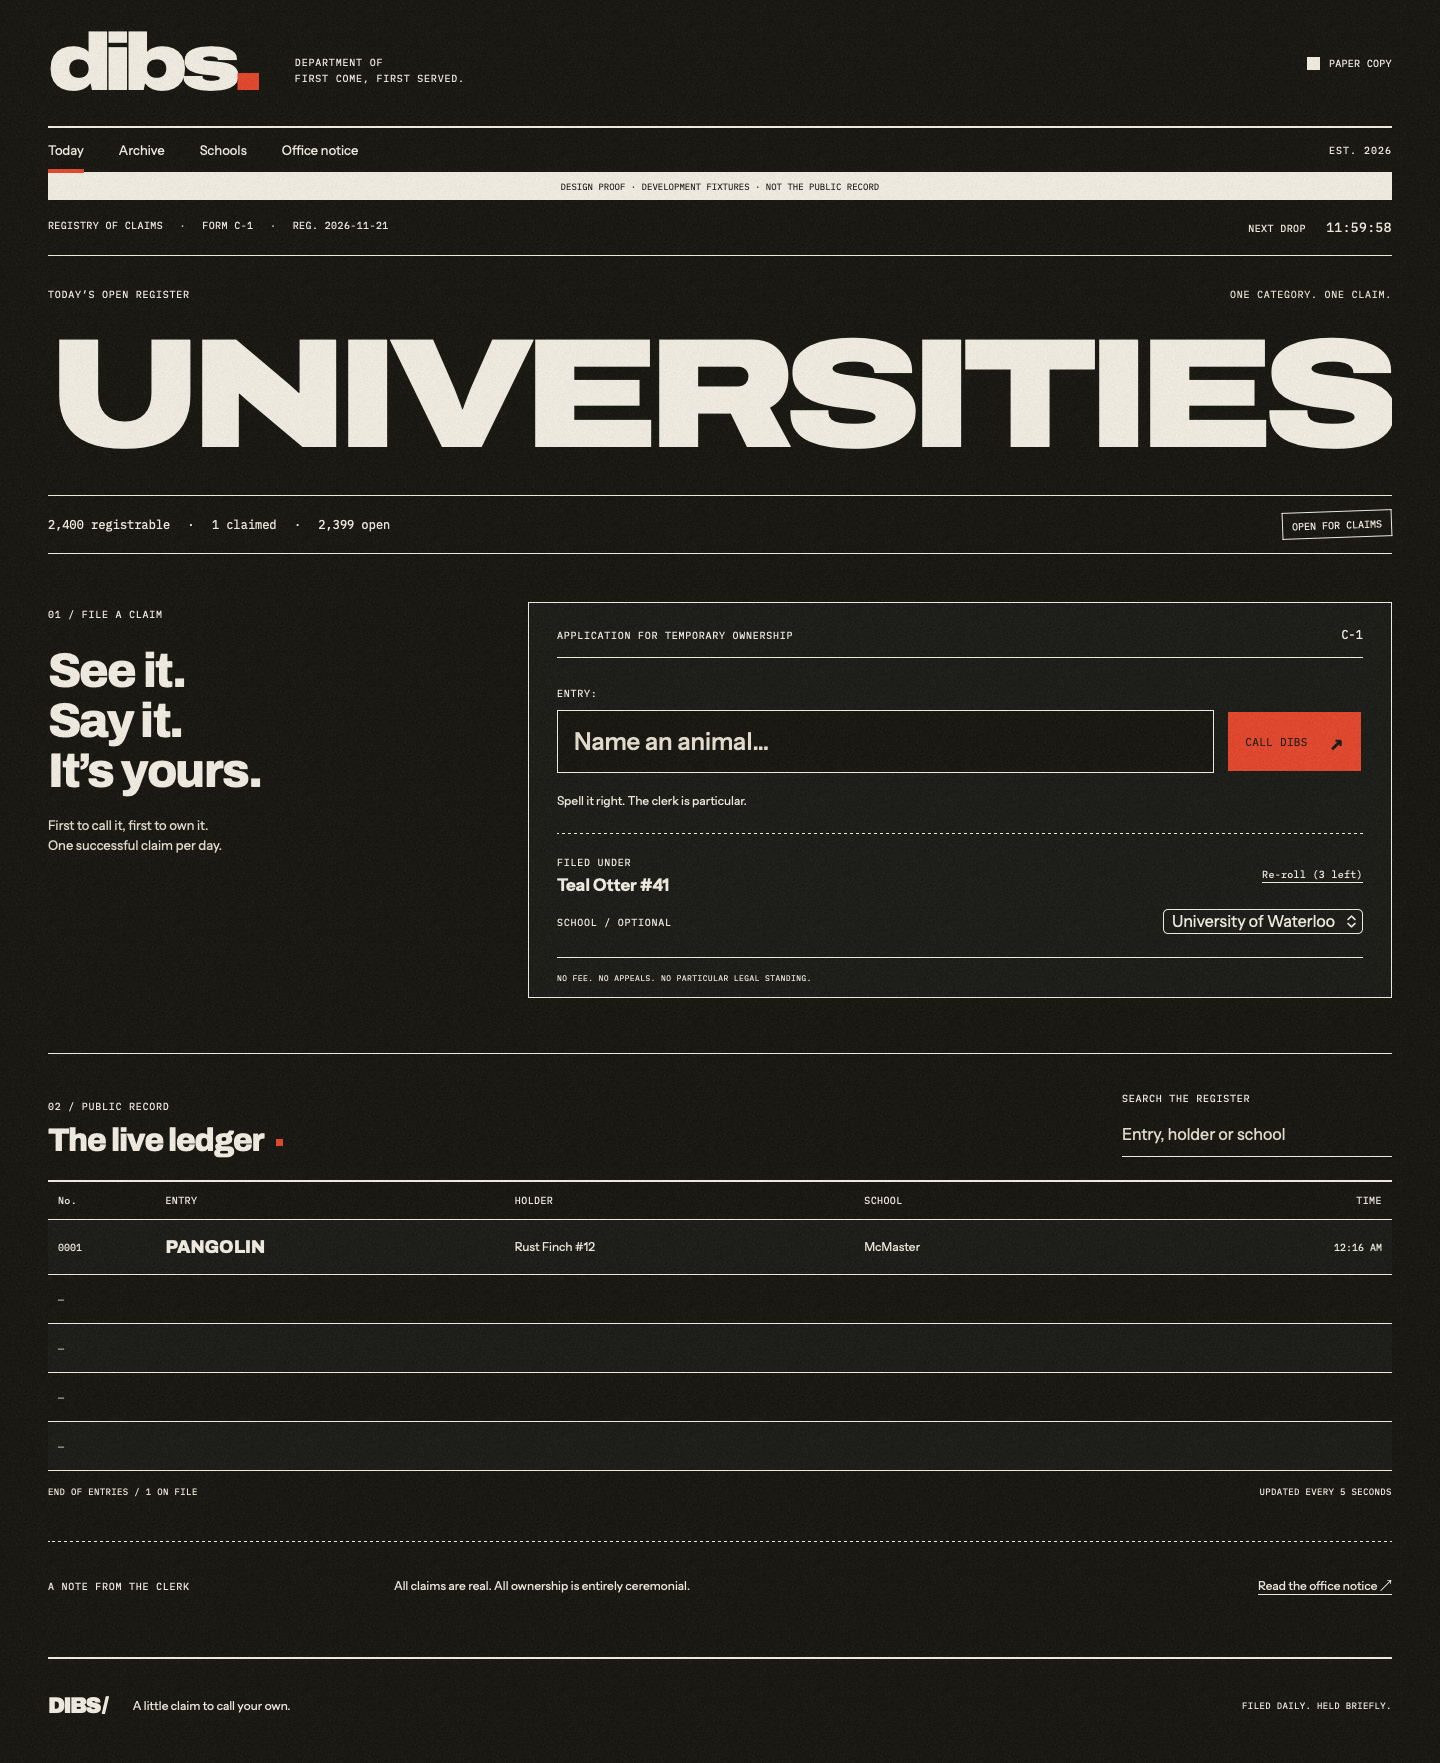 dibs.
DEPARTMENT OF
FIRST COME, FIRST SERVED.
PAPER COPY
Today Archive Schools Office notice EST. 2026
DESIGN PROOF · DEVELOPMENT FIXTURES · NOT THE PUBLIC RECORD
REGISTRY OF CLAIMS · FORM C-1 · REG. 2026-11-21 NEXT DROP 11:59:58
TODAY’S OPEN REGISTER ONE CATEGORY. ONE CLAIM.
UNIVERSITIES
2,400 registrable · 1 claimed · 2,399 open OPEN FOR CLAIMS
01 / FILE A CLAIM
See it.
Say it.
It’s yours.
First to call it, first to own it.
One successful claim per day.
APPLICATION FOR TEMPORARY OWNERSHIP C-1
ENTRY:
Name an animal… CALL DIBS ↗
Spell it right. The clerk is particular.
FILED UNDER
Teal Otter #41 Re-roll (3 left)
SCHOOL / OPTIONAL University of Waterloo
NO FEE. NO APPEALS. NO PARTICULAR LEGAL STANDING.
02 / PUBLIC RECORD
The live ledger
SEARCH THE REGISTER
Entry, holder or school
No. ENTRY HOLDER SCHOOL TIME
0001 PANGOLIN Rust Finch #12 McMaster 12:16 AM
—
—
—
—
END OF ENTRIES / 1 ON FILE UPDATED EVERY 5 SECONDS
A NOTE FROM THE CLERK All claims are real. All ownership is entirely ceremonial. Read the office notice ↗
DIBS/ A little claim to call your own. FILED DAILY. HELD BRIEFLY.